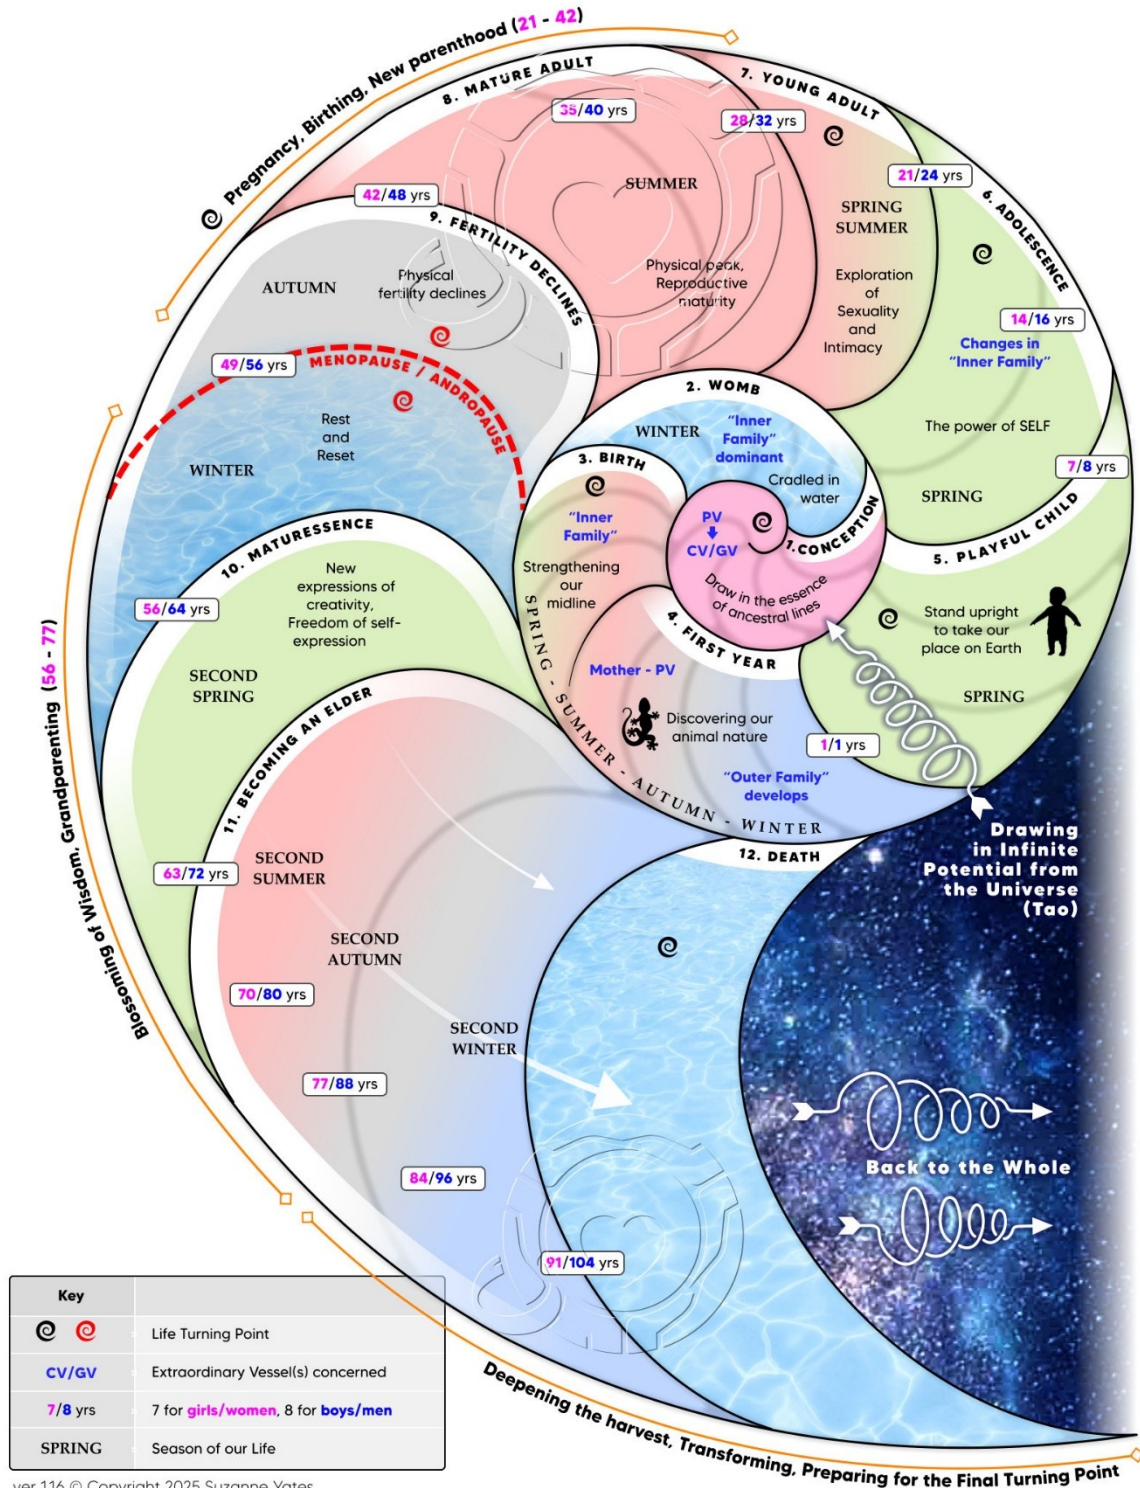 Pregnancy, Birthing, New parenthood (21 - 42)
8. MATURE ADULT
7. YOUNG ADULT
35/40 yrs
28/32 yrs
21/24 yrs
6. ADOLESCENCE
42/48 yrs
SUMMER
SPRING
SUMMER
9. FERTILITY DECLINES
AUTUMN
Physical
fertility declines
Physical peak,
Reproductive
maturity
Exploration
of
Sexuality
and
Intimacy
14/16 yrs
Changes in
"Inner Family"
49/56 yrs
MENOPAUSE / ANDROPAUSE
2. WOMB
WINTER
"Inner
Family"
dominant
Cradled in
water
The power of SELF
7/8 yrs
SPRING
Rest
and
Reset
WINTER
3. BIRTH
"Inner
Family"
Strengthening
our
midline
PV
CV/GV
1.CONCEPTION
Draw in the essence
of ancestral lines
5. PLAYFUL CHILD
Stand upright
to take our
place on Earth
SPRING
10. MATURESSENCE
New
expressions of
creativity,
Freedom of self-
expression
56/64 yrs
SECOND
SPRING
4. FIRST YEAR
Mother - PV
Discovering our
animal nature
1/1 yrs
"Outer Family"
develops
SPRING - SUMMER - AUTUMN - WINTER
Blossoming of Wisdom, Grandparenting (56 - 77)
11. BECOMING AN ELDER
63/72 yrs
SECOND
SUMMER
12. DEATH
Drawing
in Infinite
Potential from
the Universe
(Tao)
SECOND
AUTUMN
70/80 yrs
SECOND
WINTER
77/88 yrs
84/96 yrs
91/104 yrs
Back to the Whole
Deepening the harvest, Transforming, Preparing for the Final Turning Point
Key
Life Turning Point
CV/GV Extraordinary Vessel(s) concerned
7/8 yrs 7 for girls/women, 8 for boys/men
SPRING Season of our Life
ver 116 © Copyright 2025 Suzanne Yates